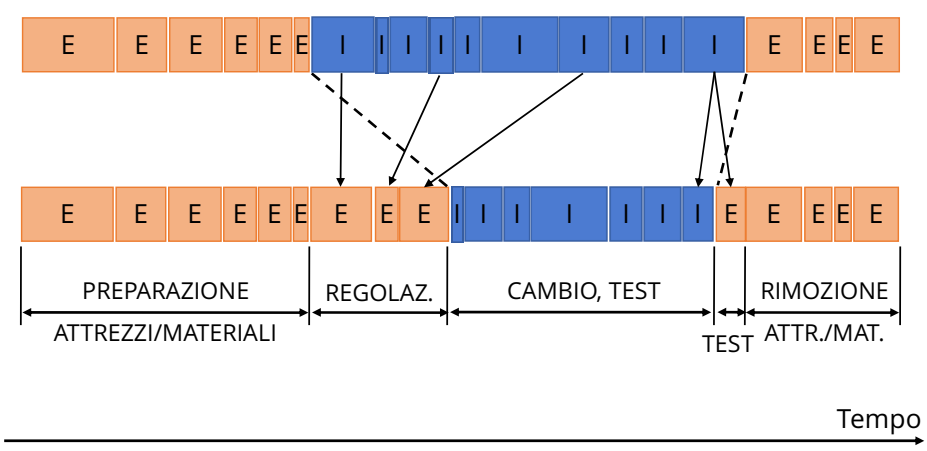 E E E E E E I I I I I I I I I I E E E E
E E E E E E E E E I I I I I I I E E E E E
PREPARAZIONE REGOLAZ. CAMBIO, TEST RIMOZIONE
ATTREZZI/MATERIALI TEST ATTR./MAT.
Tempo